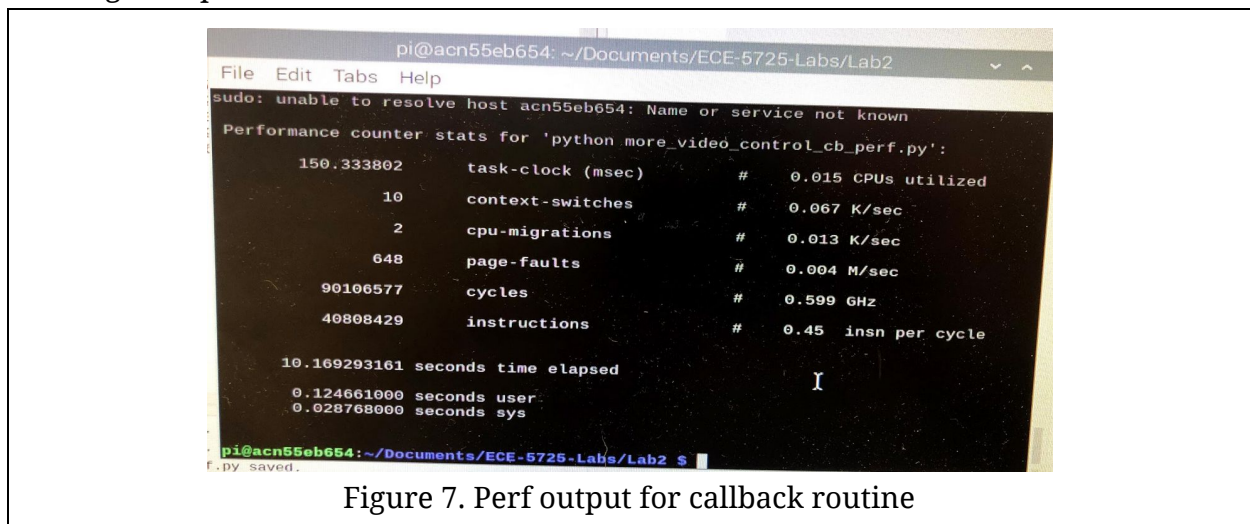 pi@acn55eb654: ~/Documents/ECE-5725-Labs/Lab2
File Edit Tabs Help
sudo: unable to resolve host acn55eb654: Name or service not known
Performance counter stats for 'python more_video_control_cb_perf.py':
150.333802 task-clock (msec) # 0.015 CPUs utilized
10 context-switches # 0.067 K/sec
2 cpu-migrations # 0.013 K/sec
648 page-faults # 0.004 M/sec
90106577 cycles # 0.599 GHz
40808429 instructions # 0.45 insn per cycle
10.169293161 seconds time elapsed
0.124661000 seconds user
0.028768000 seconds sys
pi@acn55eb654:~/Documents/ECE-5725-Labs/Lab2 $
f.py saved.
Figure 7. Perf output for callback routine